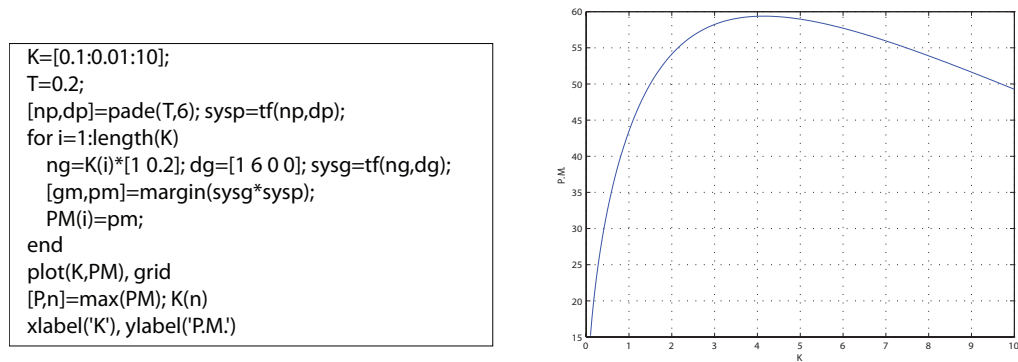 K=[0.1:0.01:10];
T=0.2;
[np,dp]=pade(T,6); sysp=tf(np,dp);
for i=1:length(K)
ng=K(i)*[1 0.2]; dg=[1 6 0 0]; sysg=tf(ng,dg);
[gm,pm]=margin(sysg*sysp);
PM(i)=pm;
end
plot(K,PM), grid
[P,n]=max(PM); K(n)
xlabel('K'), ylabel('P.M.')
60
55
50
45
40
35
30
25
20
15
P.M.
0 1 2 3 4 5 6 7 8 9 10
K